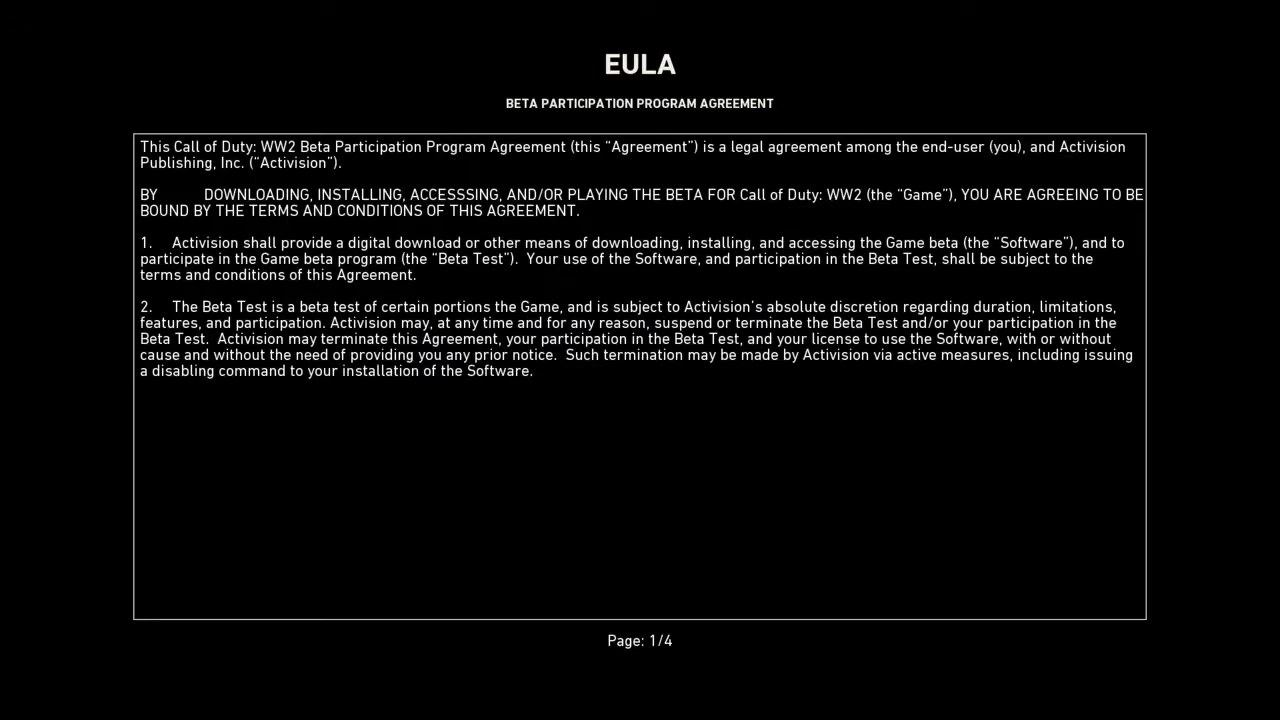 EULA
BETA PARTICIPATION PROGRAM AGREEMENT
This Call of Duty: WW2 Beta Participation Program Agreement (this “Agreement”) is a legal agreement among the end-user (you), and Activision
Publishing, Inc. (“Activision”).
BY DOWNLOADING, INSTALLING, ACCESSSING, AND/OR PLAYING THE BETA FOR Call of Duty: WW2 (the “Game”), YOU ARE AGREEING TO BE
BOUND BY THE TERMS AND CONDITIONS OF THIS AGREEMENT.
1. Activision shall provide a digital download or other means of downloading, installing, and accessing the Game beta (the “Software”), and to
participate in the Game beta program (the “Beta Test”). Your use of the Software, and participation in the Beta Test, shall be subject to the
terms and conditions of this Agreement.
2. The Beta Test is a beta test of certain portions the Game, and is subject to Activision’s absolute discretion regarding duration, limitations,
features, and participation. Activision may, at any time and for any reason, suspend or terminate the Beta Test and/or your participation in the
Beta Test. Activision may terminate this Agreement, your participation in the Beta Test, and your license to use the Software, with or without
cause and without the need of providing you any prior notice. Such termination may be made by Activision via active measures, including issuing
a disabling command to your installation of the Software.
Page: 1/4